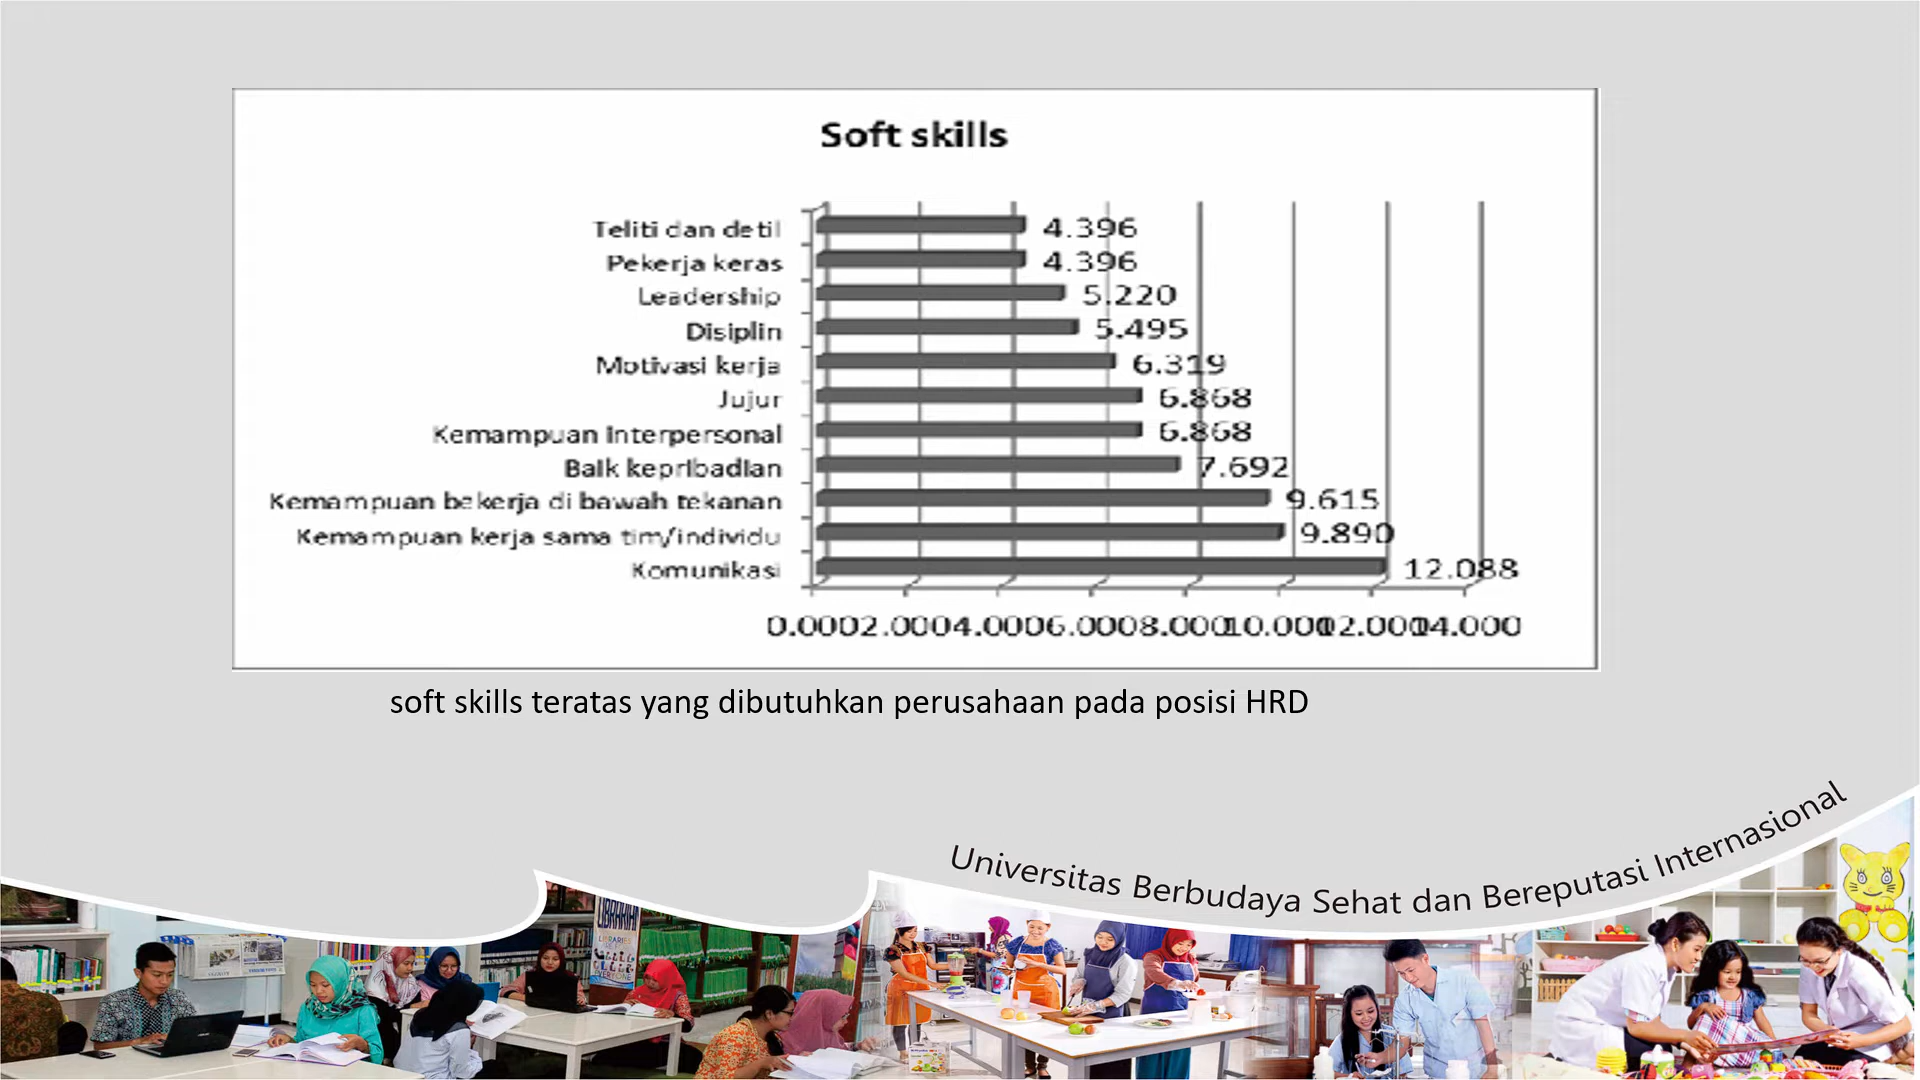 Soft skills
Teliti dan detil 4.396
Pekerja keras 4.396
Leadership 5.220
Disiplin 5.495
Motivasi kerja 6.319
Jujur 6.868
Kemampuan Interpersonal 6.868
Baik kepribadian 7.692
Kemampuan bekerja di bawah tekanan 9.615
Kemampuan kerja sama tim/individu 9.890
Komunikasi 12.088
0.000 2.000 4.000 6.000 8.000 10.000 12.000 14.000
soft skills teratas yang dibutuhkan perusahaan pada posisi HRD
Universitas Berbudaya Sehat dan Bereputasi Internasional